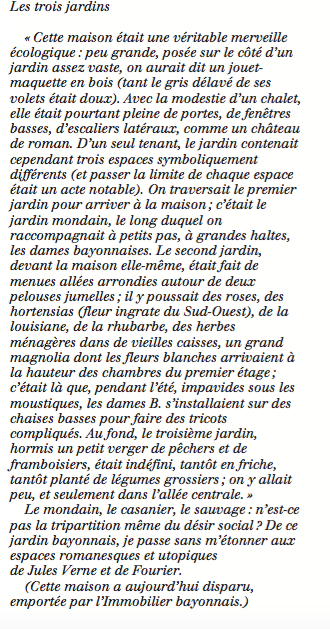 Les trois jardins
« Cette maison était une véritable merveille
écologique : peu grande, posée sur le côté d’un
jardin assez vaste, on aurait dit un jouet-
maquette en bois (tant le gris délavé de ses
volets était doux). Avec la modestie d’un chalet,
elle était pourtant pleine de portes, de fenêtres
basses, d’escaliers latéraux, comme un château
de roman. D’un seul tenant, le jardin contenait
cependant trois espaces symboliquement
différents (et passer la limite de chaque espace
était un acte notable). On traversait le premier
jardin pour arriver à la maison ; c’était le
jardin mondain, le long duquel on
raccompagnait à petits pas, à grandes haltes,
les dames bayonnaises. Le second jardin,
devant la maison elle-même, était fait de
menues allées arrondies autour de deux
pelouses jumelles ; il y poussait des roses, des
hortensias (fleur ingrate du Sud-Ouest), de la
louisiane, de la rhubarbe, des herbes
ménagères dans de vieilles caisses, un grand
magnolia dont les fleurs blanches arrivaient à
la hauteur des chambres du premier étage ;
c’était là que, pendant l’été, impavides sous les
moustiques, les dames B. s’installaient sur des
chaises basses pour faire des tricots
compliqués. Au fond, le troisième jardin,
hormis un petit verger de pêchers et de
framboisiers, était indéfini, tantôt en friche,
tantôt planté de légumes grossiers ; on y allait
peu, et seulement dans l’allée centrale. »
Le mondain, le casanier, le sauvage : n’est-ce
pas la tripartition même du désir social ? De ce
jardin bayonnais, je passe sans m’étonner aux
espaces romanesques et utopiques
de Jules Verne et de Fourier.
(Cette maison a aujourd’hui disparu,
emportée par l’Immobilier bayonnais.)